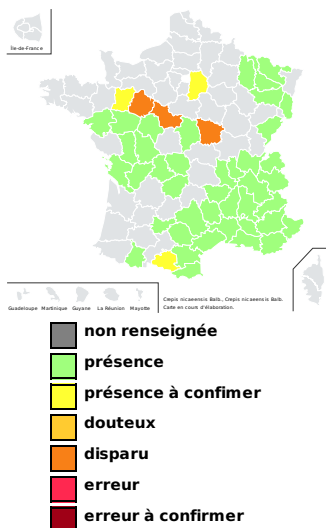 Île-de-France
Guadeloupe Martinique Guyane La Réunion Mayotte
Crepis nicaeensis Balb., Crepis nicaeensis Balb.
Carte en cours d'élaboration.
non renseignée
présence
présence à confimer
douteux
disparu
erreur
erreur à confirmer